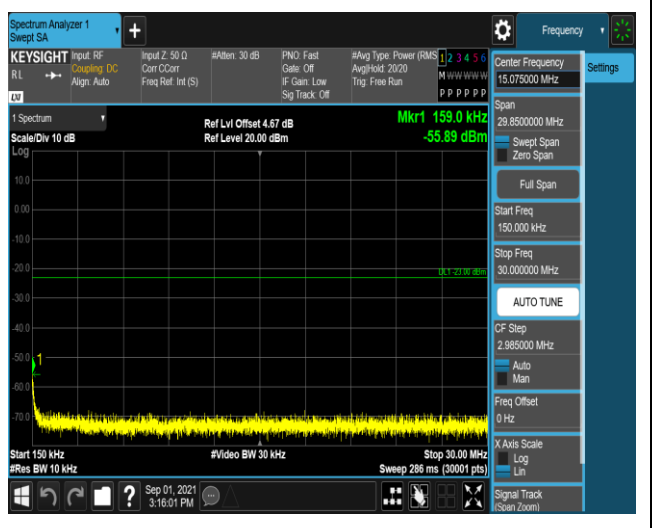 Spectrum Analyzer 1
Swept SA
Frequency
KEYSIGHT
RL
LXI
Input: RF
Coupling: DC
Align: Auto
Input Z: 50 Ω
Corr CCorr
Freq Ref: Int (S)
#Atten: 30 dB
PNO: Fast
Gate: Off
IF Gain: Low
Sig Track: Off
#Avg Type: Power (RMS
Avg|Hold: 20/20
Trig: Free Run
1 2 3 4 5 6
M W W W W W
P P P P P P
Center Frequency
15.075000 MHz
Settings
Span
29.8500000 MHz
Swept Span
Zero Span
Full Span
Start Freq
150.000 kHz
Stop Freq
30.000000 MHz
AUTO TUNE
CF Step
2.985000 MHz
Auto
Man
Freq Offset
0 Hz
X Axis Scale
Log
Lin
Signal Track
(Span Zoom)
1 Spectrum
Scale/Div 10 dB
Log
Ref Lvl Offset 4.67 dB
Ref Level 20.00 dBm
Mkr1 159.0 kHz
-55.89 dBm
10.0
0.00
-10.0
-20.0
DL1 -23.00 dBm
-30.0
-40.0
-50.0
1
-60.0
-70.0
Start 150 kHz
#Video BW 30 kHz
Stop 30.00 MHz
#Res BW 10 kHz
Sweep 286 ms (30001 pts)
?
Sep 01, 2021
3:16:01 PM